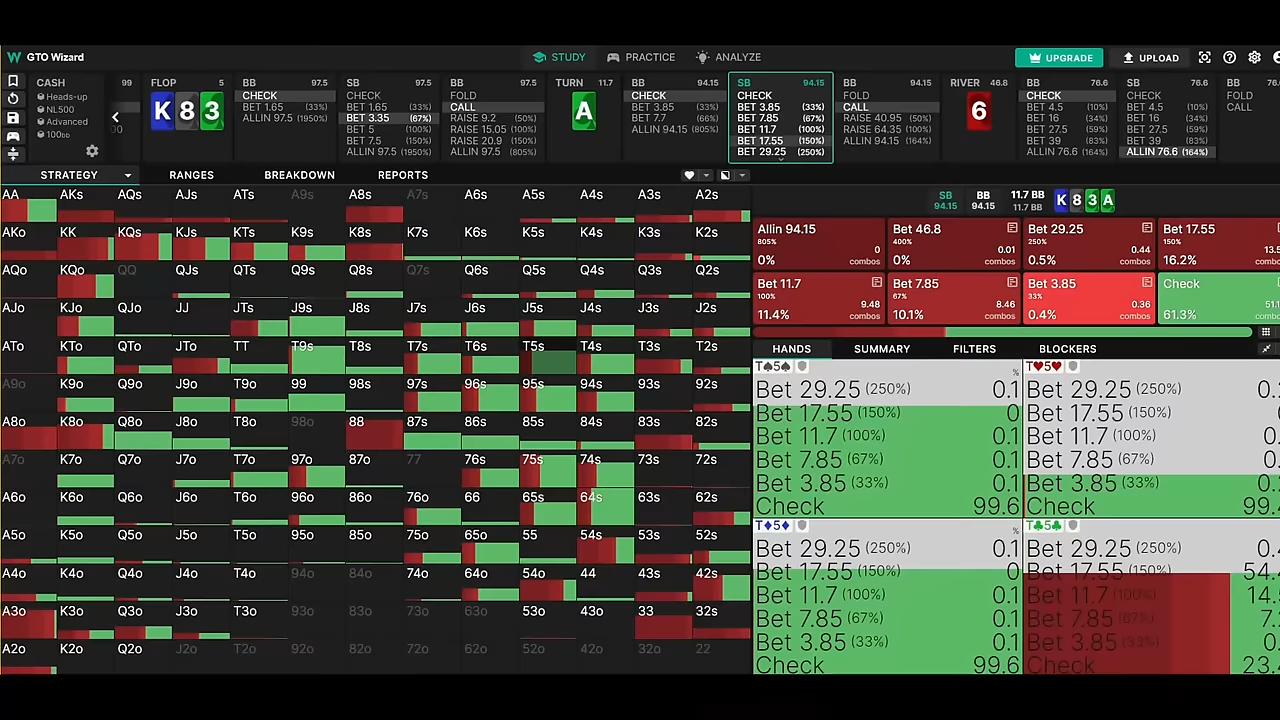 W GTO Wizard
STUDY PRACTICE ANALYZE
UPGRADE UPLOAD
CASH 99
Heads-up
NL500
Advanced
100bb
00
FLOP 5
K 8 3
BB 97.5
CHECK
BET 1.65 (33%)
ALLIN 97.5 (1950%)
SB 97.5
CHECK
BET 1.65 (33%)
BET 3.35 (67%)
BET 5 (100%)
BET 7.5 (150%)
ALLIN 97.5 (1950%)
BB 97.5
FOLD
CALL
RAISE 9.2 (50%)
RAISE 15.05 (100%)
RAISE 20.9 (150%)
ALLIN 97.5 (805%)
TURN 11.7
A
BB 94.15
CHECK
BET 3.85 (33%)
BET 7.7 (66%)
ALLIN 94.15 (805%)
SB 94.15
CHECK
BET 3.85 (33%)
BET 7.85 (67%)
BET 11.7 (100%)
BET 17.55 (150%)
BET 29.25 (250%)
BB 94.15
FOLD
CALL
RAISE 40.95 (50%)
RAISE 64.35 (100%)
ALLIN 94.15 (164%)
RIVER 46.8
6
BB 76.6
CHECK
BET 4.5 (10%)
BET 16 (34%)
BET 27.5 (59%)
BET 39 (83%)
ALLIN 76.6 (164%)
SB 76.6
CHECK
BET 4.5 (10%)
BET 16 (34%)
BET 27.5 (59%)
BET 39 (83%)
ALLIN 76.6 (164%)
BB 76.6
FOLD
CALL
STRATEGY RANGES BREAKDOWN REPORTS
AA AKs AQs AJs ATs A9s A8s A7s A6s A5s A4s A3s A2s
AKo KK KQs KJs KTs K9s K8s K7s K6s K5s K4s K3s K2s
AQo KQo QQ QJs QTs Q9s Q8s Q7s Q6s Q5s Q4s Q3s Q2s
AJo KJo QJo JJ JTs J9s J8s J7s J6s J5s J4s J3s J2s
ATo KTo QTo JTo TT T9s T8s T7s T6s T5s T4s T3s T2s
A9o K9o Q9o J9o T9o 99 98s 97s 96s 95s 94s 93s 92s
A8o K8o Q8o J8o T8o 98o 88 87s 86s 85s 84s 83s 82s
A7o K7o Q7o J7o T7o 97o 87o 77 76s 75s 74s 73s 72s
A6o K6o Q6o J6o T6o 96o 86o 76o 66 65s 64s 63s 62s
A5o K5o Q5o J5o T5o 95o 85o 75o 65o 55 54s 53s 52s
A4o K4o Q4o J4o T4o 94o 84o 74o 64o 54o 44 43s 42s
A3o K3o Q3o J3o T3o 93o 83o 73o 63o 53o 43o 33 32s
A2o K2o Q2o J2o T2o 92o 82o 72o 62o 52o 42o 32o 22
SB BB 11.7 BB K 8 3 A
94.15 94.15 11.7 BB
Allin 94.15
805% 0
0% combos
Bet 46.8
400% 0.01
0% combos
Bet 29.25
250% 0.44
0.5% combos
Bet 17.55
150% 13.5
16.2% combos
Bet 11.7
100% 9.48
11.4% combos
Bet 7.85
67% 8.46
10.1% combos
Bet 3.85
33% 0.36
0.4% combos
Check
51.1
61.3% combos
HANDS SUMMARY FILTERS BLOCKERS
T♠5♠ %
Bet 29.25 (250%) 0.1
Bet 17.55 (150%) 0
Bet 11.7 (100%) 0.1
Bet 7.85 (67%) 0.1
Bet 3.85 (33%) 0.1
Check 99.6
T♥5♥
Bet 29.25 (250%) 0.
Bet 17.55 (150%) 0
Bet 11.7 (100%) 0.
Bet 7.85 (67%) 0.
Bet 3.85 (33%) 0.
Check 99.
T♦5♦ %
Bet 29.25 (250%) 0.1
Bet 17.55 (150%) 0
Bet 11.7 (100%) 0.1
Bet 7.85 (67%) 0.1
Bet 3.85 (33%) 0.1
Check 99.6
T♣5♣
Bet 29.25 (250%) 0.
Bet 17.55 (150%) 54.
Bet 11.7 (100%) 14.
Bet 7.85 (67%) 7.
Bet 3.85 (33%) 0.
Check 23.